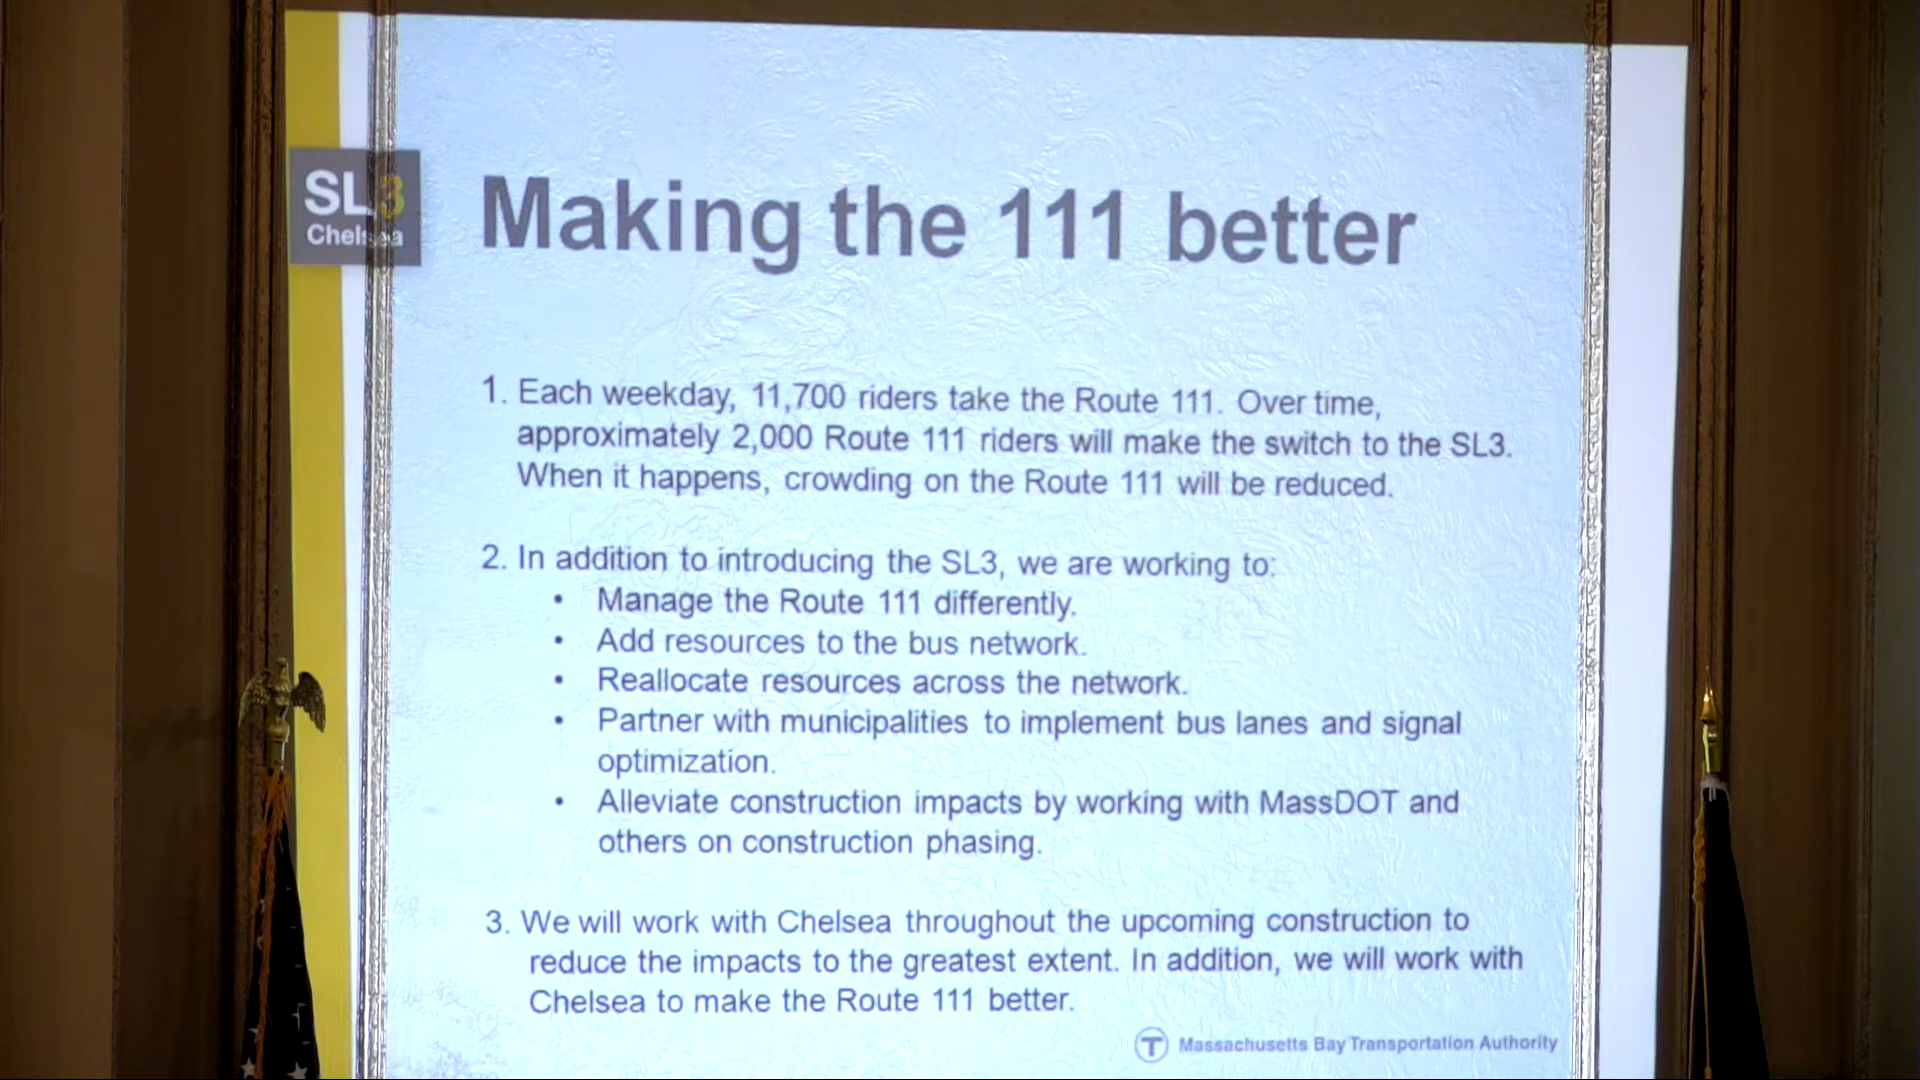 SL3
Chelsea
Making the 111 better
1. Each weekday, 11,700 riders take the Route 111. Over time,
approximately 2,000 Route 111 riders will make the switch to the SL3.
When it happens, crowding on the Route 111 will be reduced.
2. In addition to introducing the SL3, we are working to:
• Manage the Route 111 differently.
• Add resources to the bus network.
• Reallocate resources across the network.
• Partner with municipalities to implement bus lanes and signal
optimization.
• Alleviate construction impacts by working with MassDOT and
others on construction phasing.
3. We will work with Chelsea throughout the upcoming construction to
reduce the impacts to the greatest extent. In addition, we will work with
Chelsea to make the Route 111 better.
T Massachusetts Bay Transportation Authority